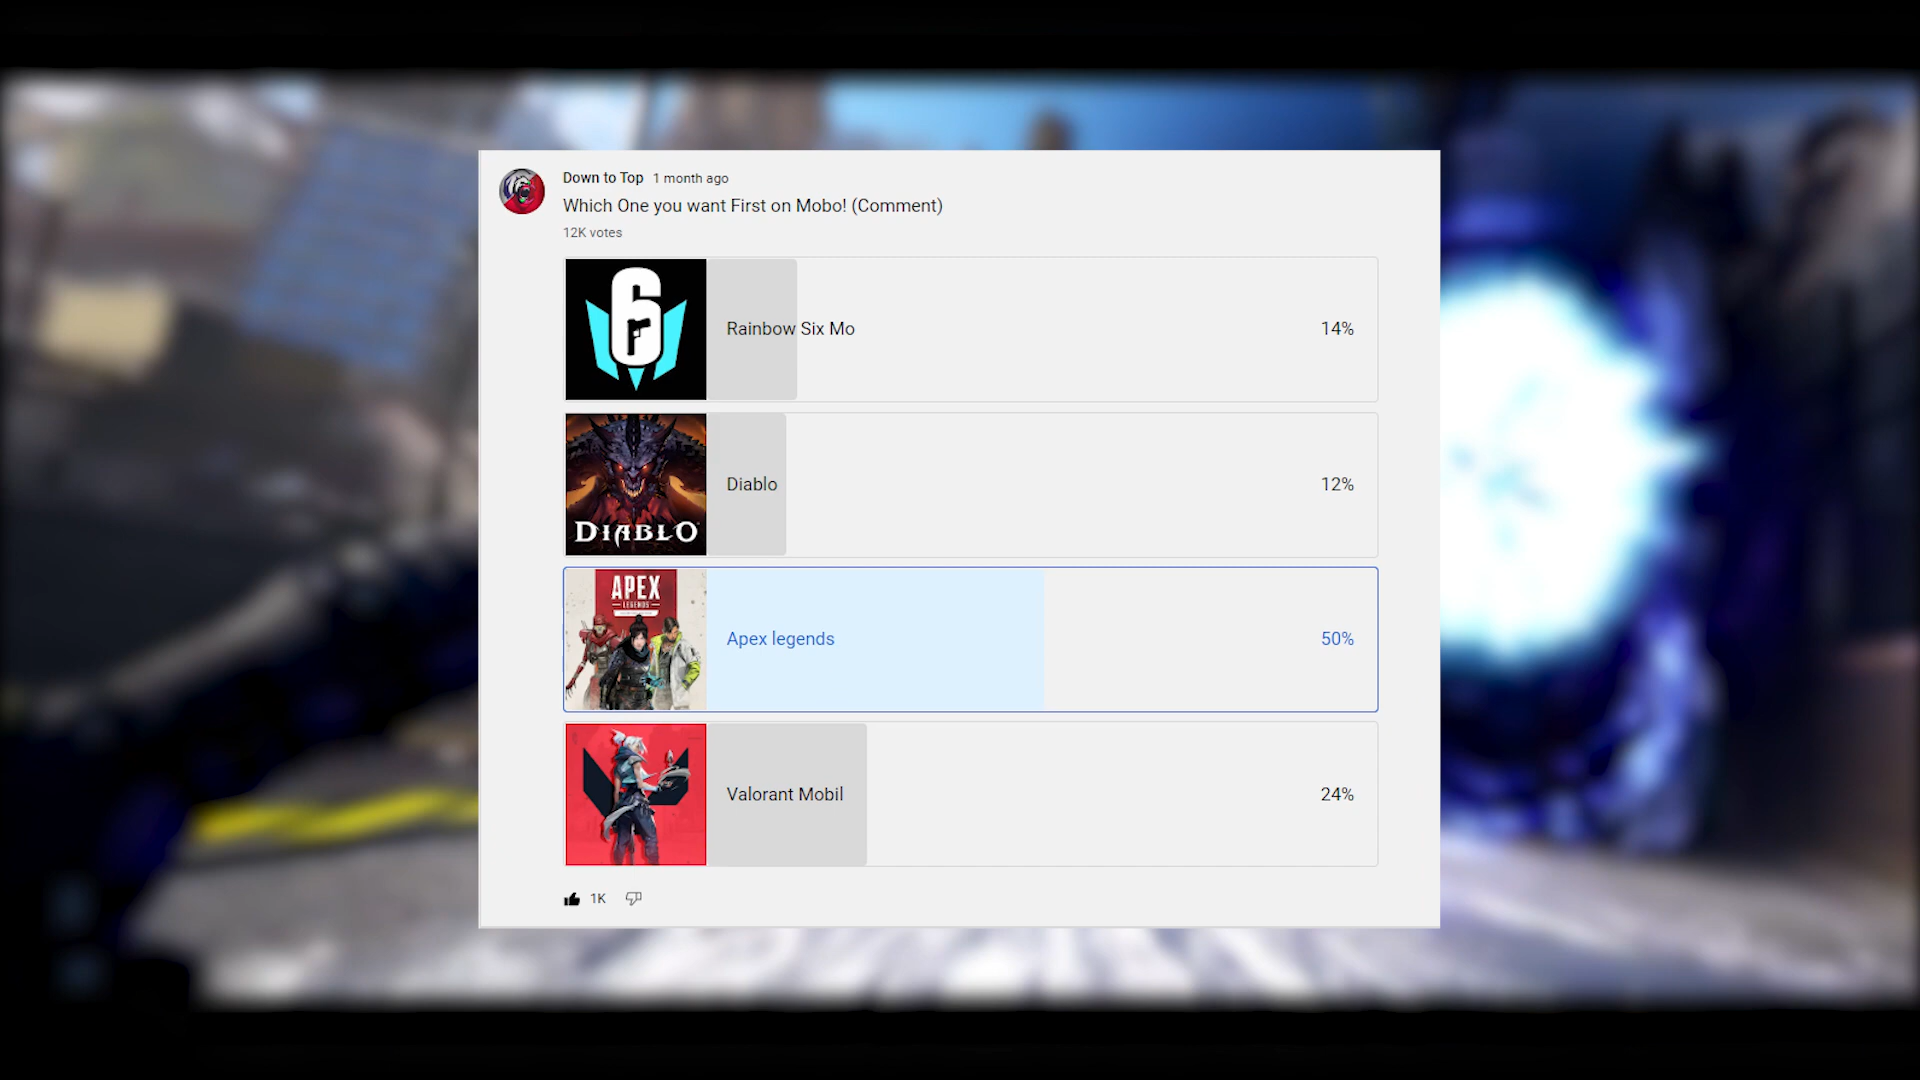 Down to Top 1 month ago
Which One you want First on Mobo! (Comment)
12K votes
6
Rainbow Six Mo
14%
DIABLO
Diablo
12%
APEX
LEGENDS
Apex legends
50%
Valorant Mobil
24%
1K